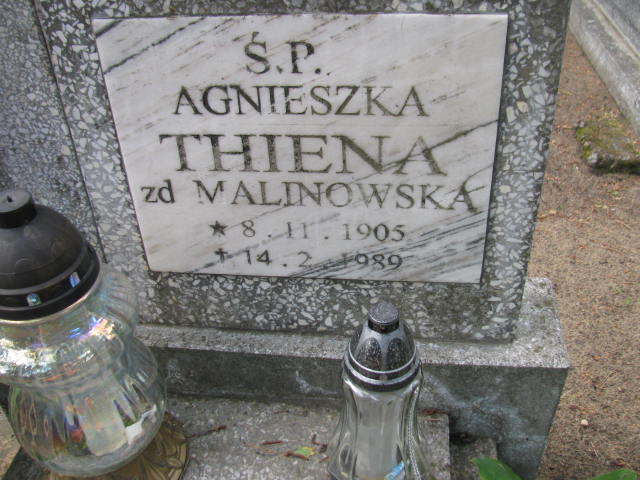 Ś.P.
AGNIESZKA
THIENA
zd MALINOWSKA
* 8.11.1905
† 14.2.1989